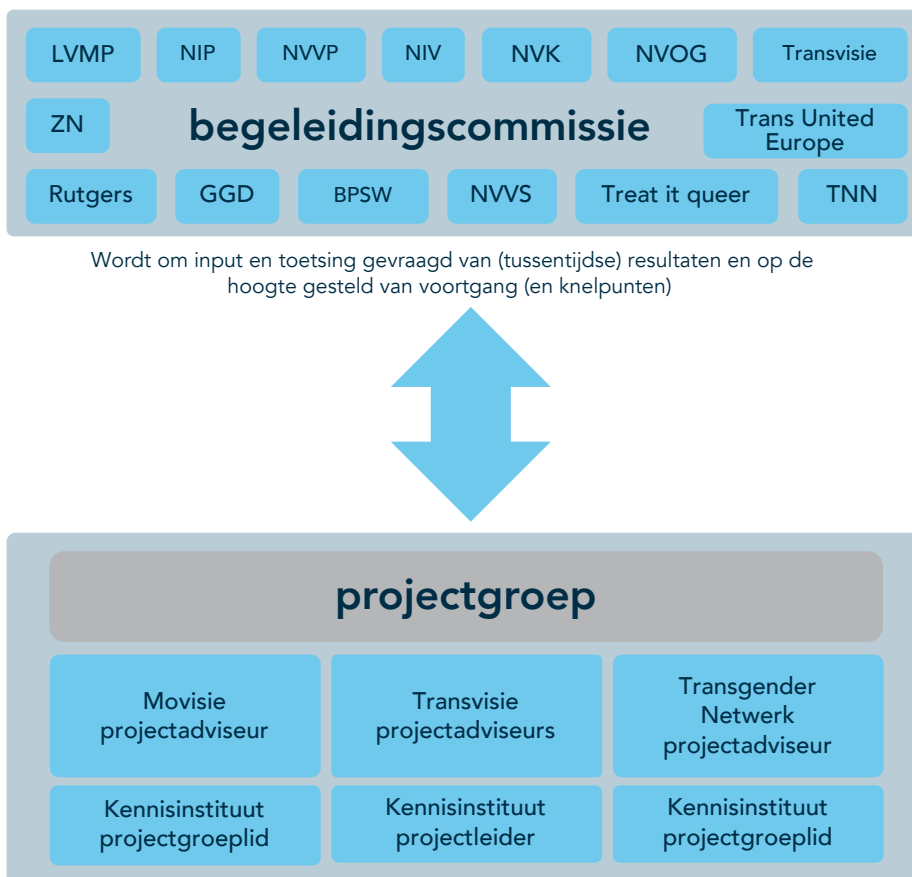 LVMP
NIP
NVVP
NIV
NVK
NVOG
Transvisie
ZN
begeleidingscommissie
Trans United
Europe
Rutgers
GGD
BPSW
NVVS
Treat it queer
TNN
Wordt om input en toetsing gevraagd van (tussentijdse) resultaten en op de
hoogte gesteld van voortgang (en knelpunten)
projectgroep
Movisie
projectadviseur
Transvisie
projectadviseurs
Transgender
Netwerk
projectadviseur
Kennisinstituut
projectgroeplid
Kennisinstituut
projectleider
Kennisinstituut
projectgroeplid